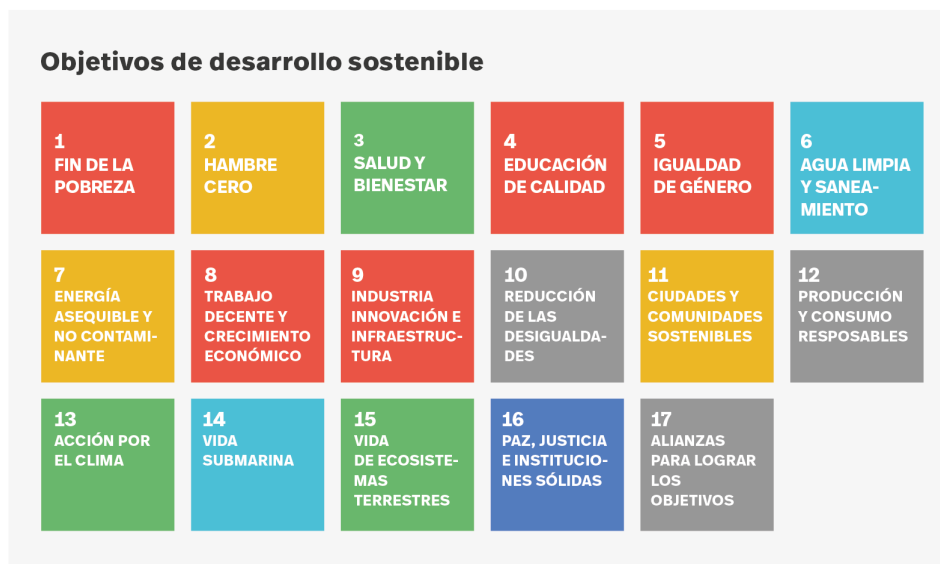 Objetivos de desarrollo sostenible
1
FIN DE LA
POBREZA
2
HAMBRE
CERO
3
SALUD Y
BIENESTAR
4
EDUCACIÓN
DE CALIDAD
5
IGUALDAD
DE GÉNERO
6
AGUA LIMPIA
Y SANEA-
MIENTO
7
ENERGÍA
ASEQUIBLE Y
NO CONTAMI-
NANTE
8
TRABAJO
DECENTE Y
CRECIMIENTO
ECONÓMICO
9
INDUSTRIA
INNOVACIÓN E
INFRAESTRUC-
TURA
10
REDUCCIÓN
DE LAS
DESIGUALDA-
DES
11
CIUDADES Y
COMUNIDADES
SOSTENIBLES
12
PRODUCCIÓN
Y CONSUMO
RESPOSABLES
13
ACCIÓN POR
EL CLIMA
14
VIDA
SUBMARINA
15
VIDA
DE ECOSISTE-
MAS
TERRESTRES
16
PAZ, JUSTICIA
E INSTITUCIO-
NES SÓLIDAS
17
ALIANZAS
PARA LOGRAR
LOS
OBJETIVOS